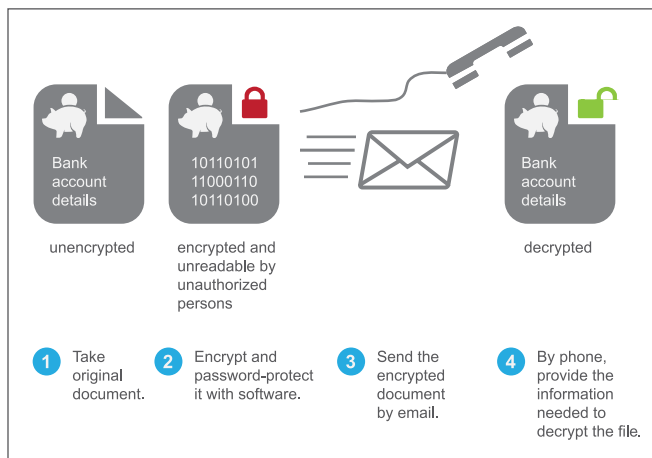 Bank
account
details
10110101
11000110
10110100
Bank
account
details
unencrypted
encrypted and
unreadable by
unauthorized
persons
decrypted
1 Take
original
document.
2 Encrypt and
password-protect
it with software.
3 Send the
encrypted
document
by email.
4 By phone,
provide the
information
needed to
decrypt the file.